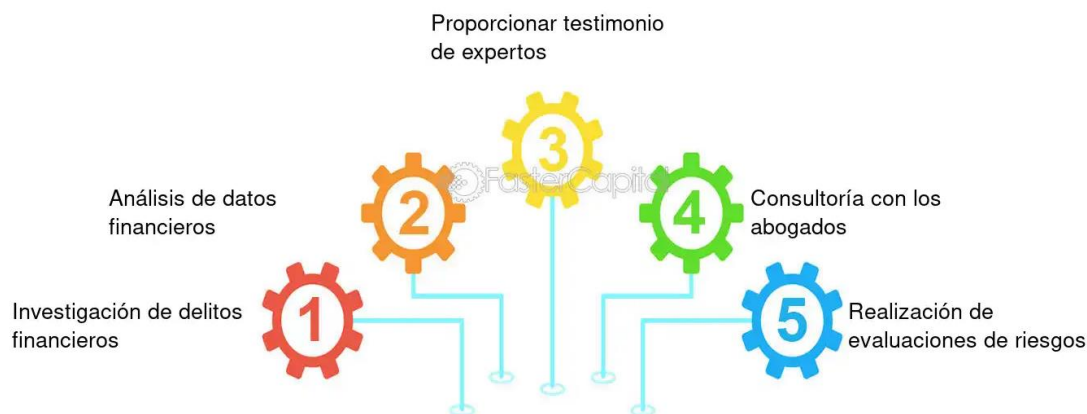 Proporcionar testimonio
de expertos
3
FasterCapital
2
Análisis de datos
financieros
4
Consultoría con los
abogados
1
Investigación de delitos
financieros
5
Realización de
evaluaciones de riesgos